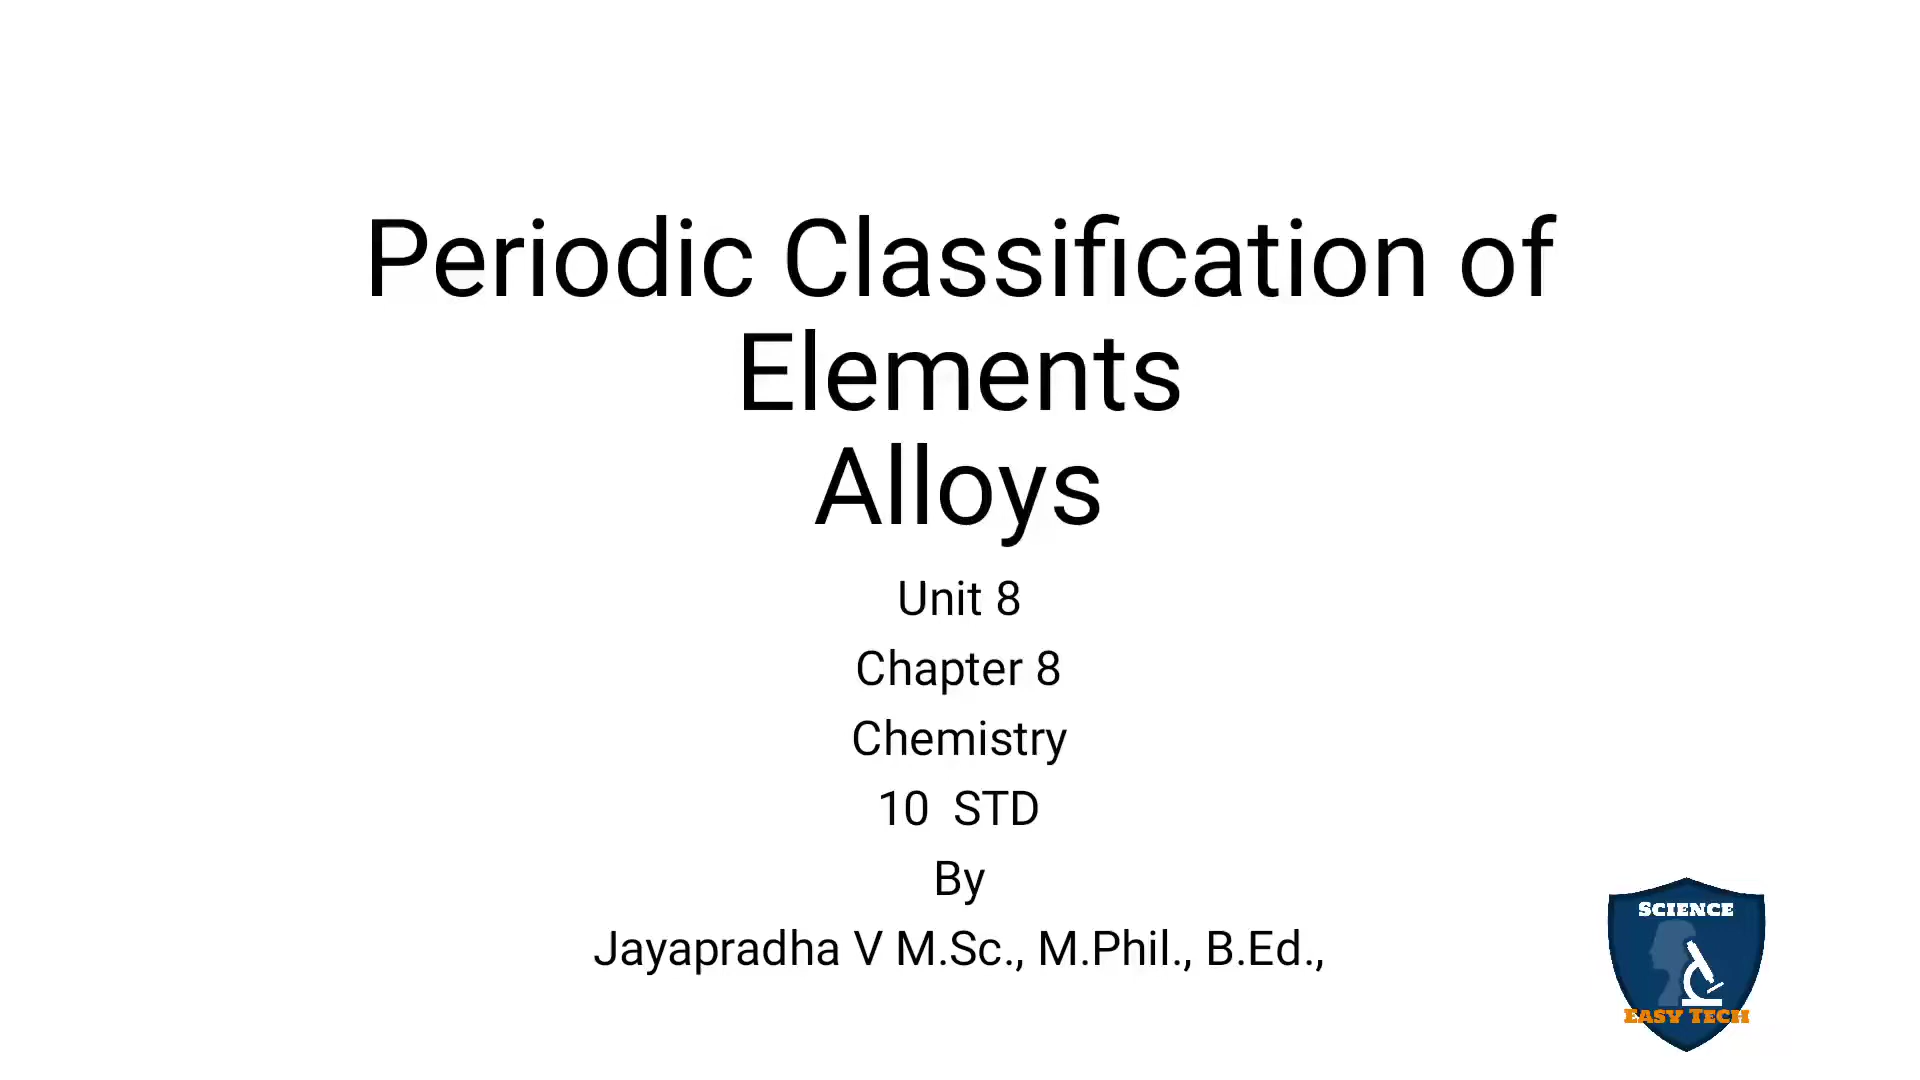 Periodic Classification of
Elements
Alloys
Unit 8
Chapter 8
Chemistry
10  STD
By
Jayapradha V M.Sc., M.Phil., B.Ed.,
SCIENCE
EASY TECH